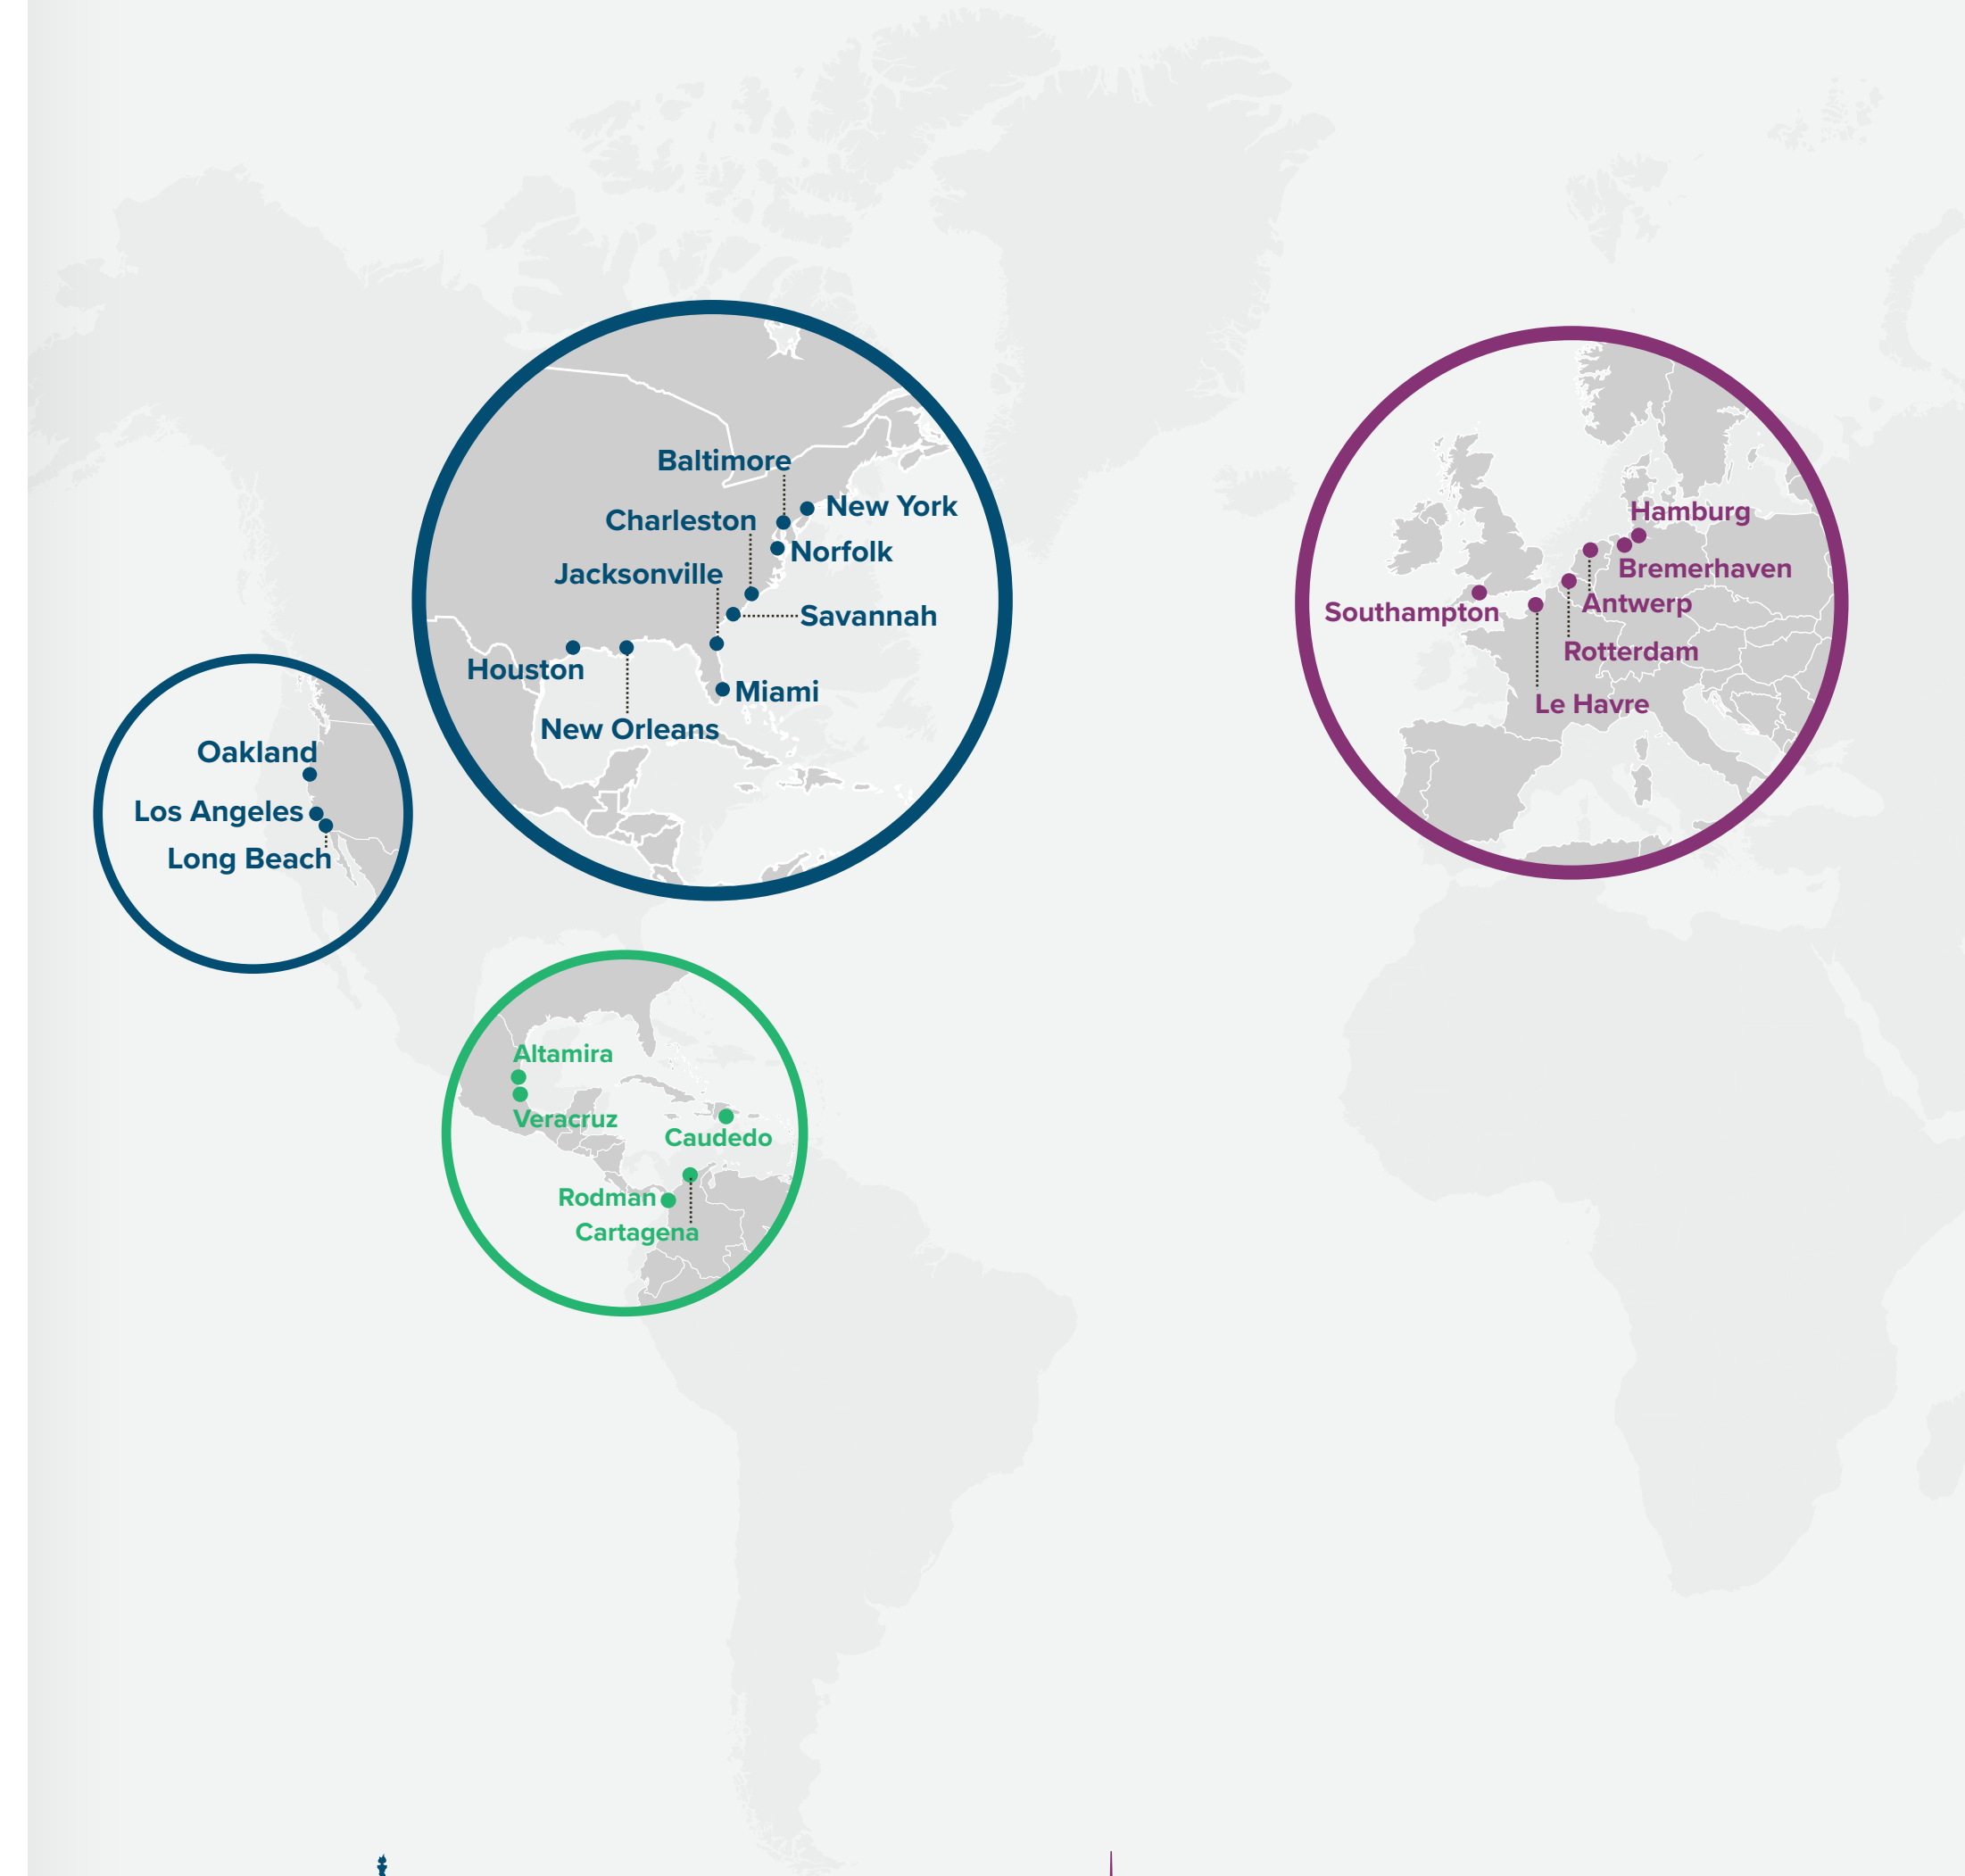 Baltimore
New York
Charleston
Norfolk
Jacksonville
Savannah
Houston
Miami
New Orleans
Oakland
Los Angeles
Long Beach
Hamburg
Bremerhaven
Antwerp
Southampton
Rotterdam
Le Havre
Altamira
Veracruz
Caudedo
Rodman
Cartagena